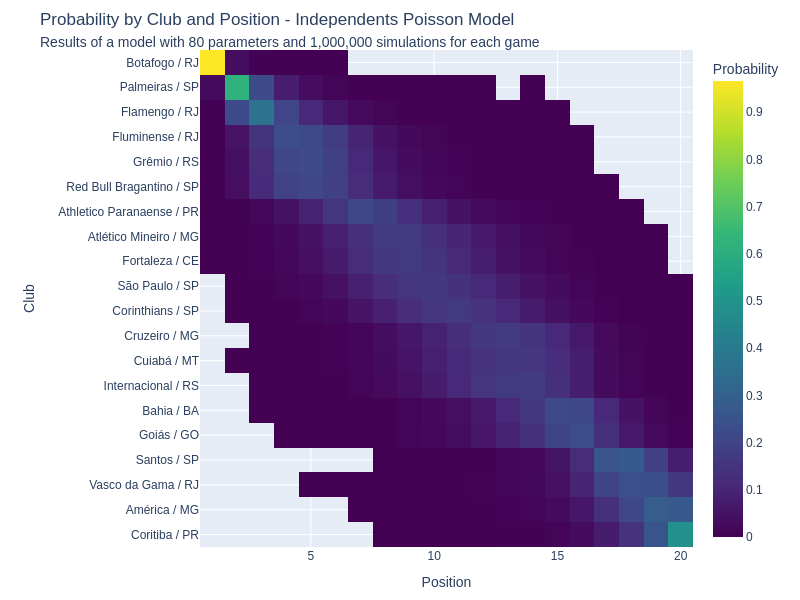 Probability by Club and Position - Independents Poisson Model
Results of a model with 80 parameters and 1,000,000 simulations for each game
Probability
Botafogo / RJ
Palmeiras / SP
Flamengo / RJ
Fluminense / RJ
Grêmio / RS
Red Bull Bragantino / SP
Athletico Paranaense / PR
Atlético Mineiro / MG
Fortaleza / CE
São Paulo / SP
Corinthians / SP
Cruzeiro / MG
Cuiabá / MT
Internacional / RS
Bahia / BA
Goiás / GO
Santos / SP
Vasco da Gama / RJ
América / MG
Coritiba / PR
Club
5
10
15
20
Position
0.9
0.8
0.7
0.6
0.5
0.4
0.3
0.2
0.1
0